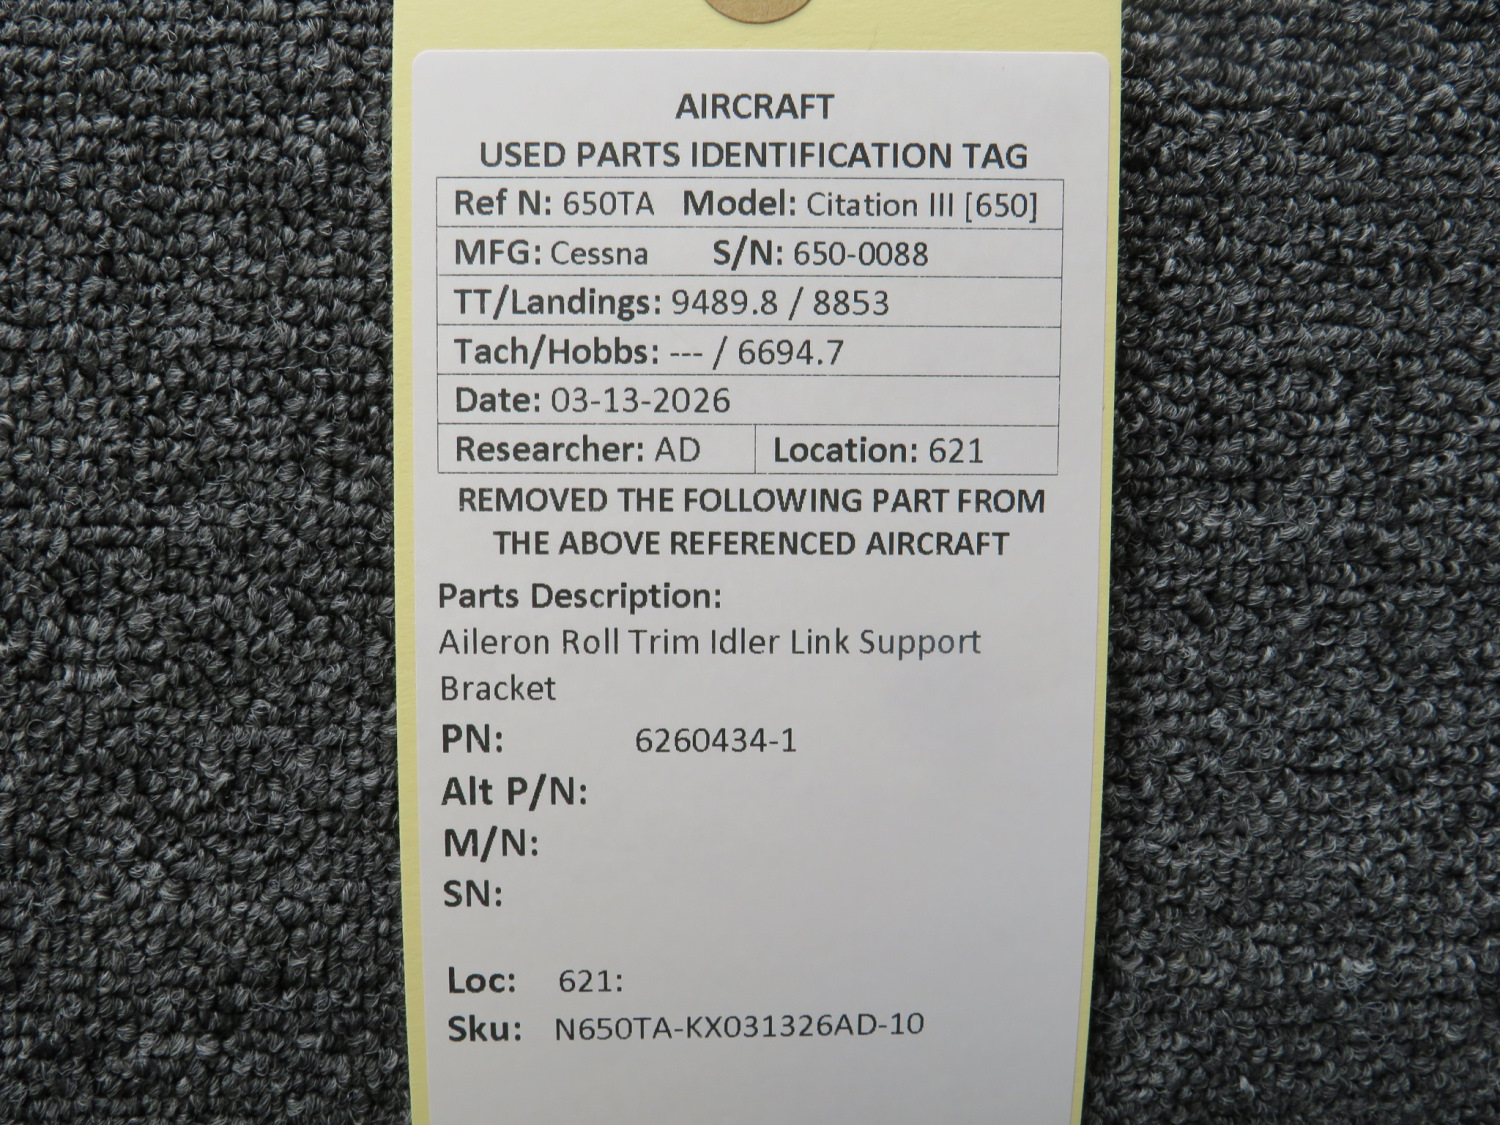 AIRCRAFT
USED PARTS IDENTIFICATION TAG
Ref N: 650TA Model: Citation III [650]
MFG: Cessna S/N: 650-0088
TT/Landings: 9489.8 / 8853
Tach/Hobbs: --- / 6694.7
Date: 03-13-2026
Researcher: AD Location: 621
REMOVED THE FOLLOWING PART FROM
THE ABOVE REFERENCED AIRCRAFT
Parts Description:
Aileron Roll Trim Idler Link Support
Bracket
PN: 6260434-1
Alt P/N:
M/N:
SN:
Loc: 621:
Sku: N650TA-KX031326AD-10